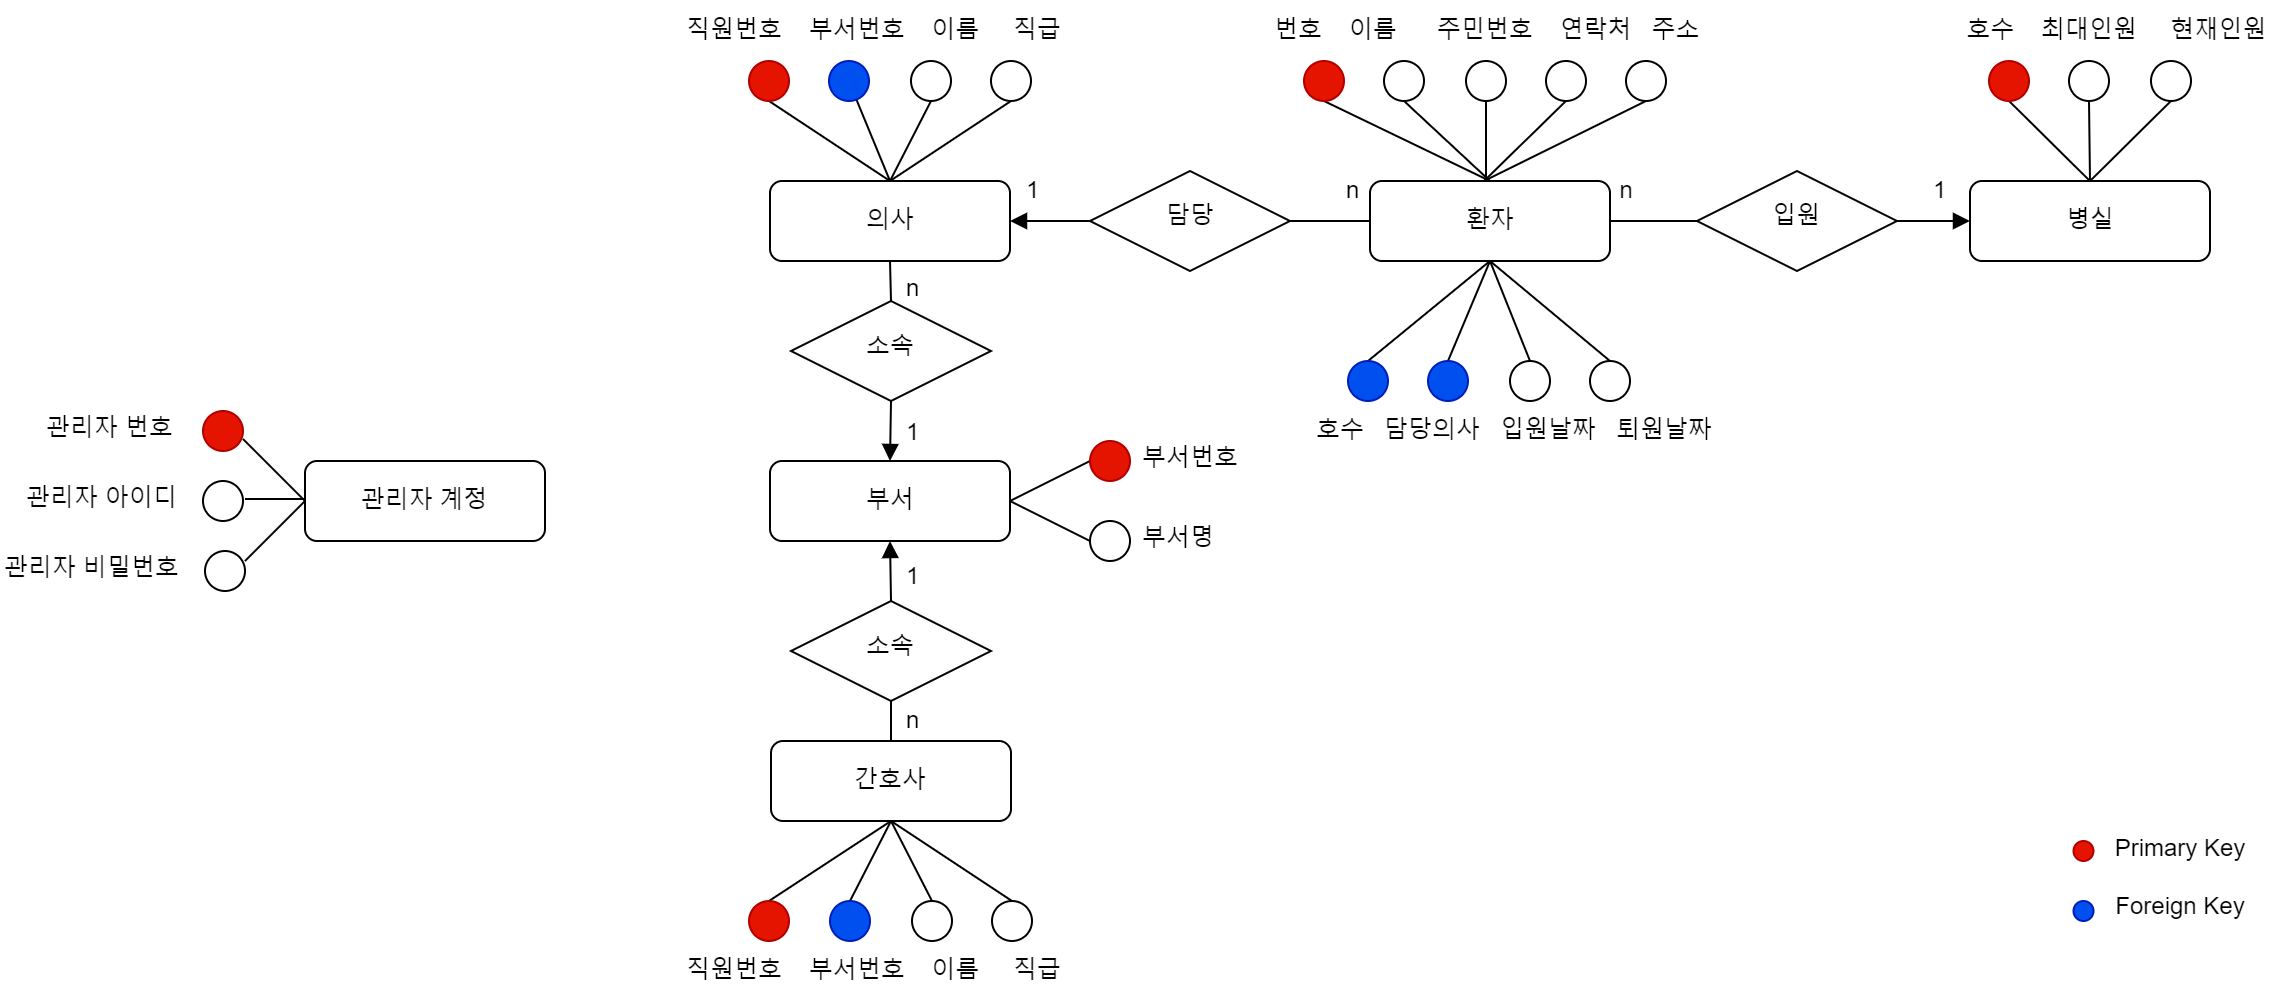 직원번호 부서번호 이름 직급
번호 이름 주민번호 연락처 주소
호수 최대인원 현재인원
의사
1
담당
n
환자
n
입원
1
병실
n
소속
1
호수 담당의사 입원날짜 퇴원날짜
관리자 번호
관리자 아이디
관리자 비밀번호
관리자 계정
부서
부서번호
부서명
1
소속
n
간호사
직원번호 부서번호 이름 직급
Primary Key
Foreign Key